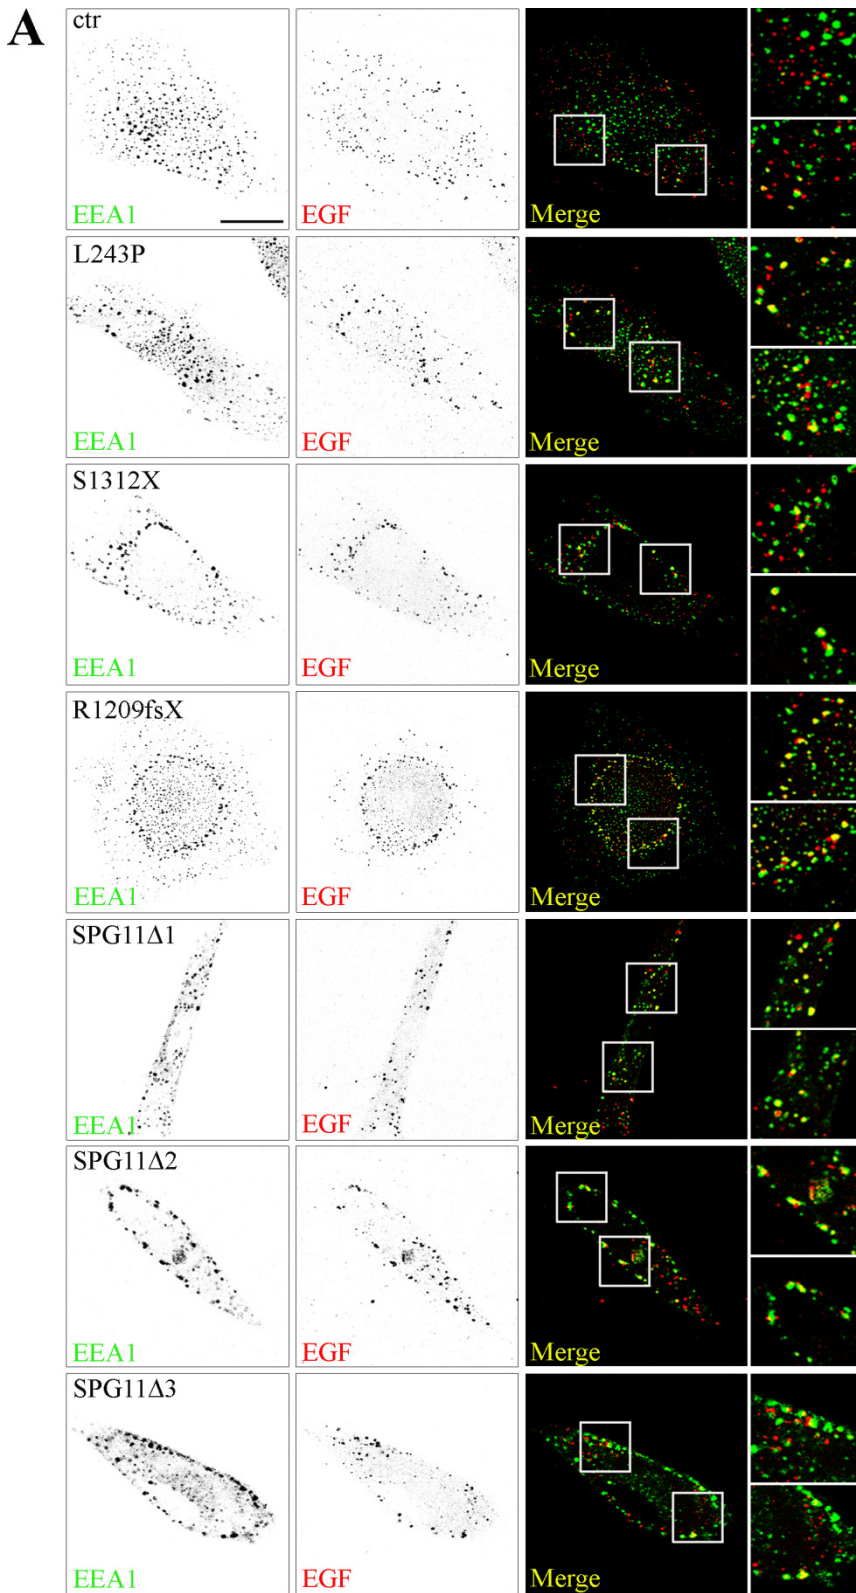 A
ctr
EEA1
EGF
Merge
L243P
EEA1
EGF
Merge
S1312X
EEA1
EGF
Merge
R1209fsX
EEA1
EGF
Merge
SPG11Δ1
EEA1
EGF
Merge
SPG11Δ2
EEA1
EGF
Merge
SPG11Δ3
EEA1
EGF
Merge